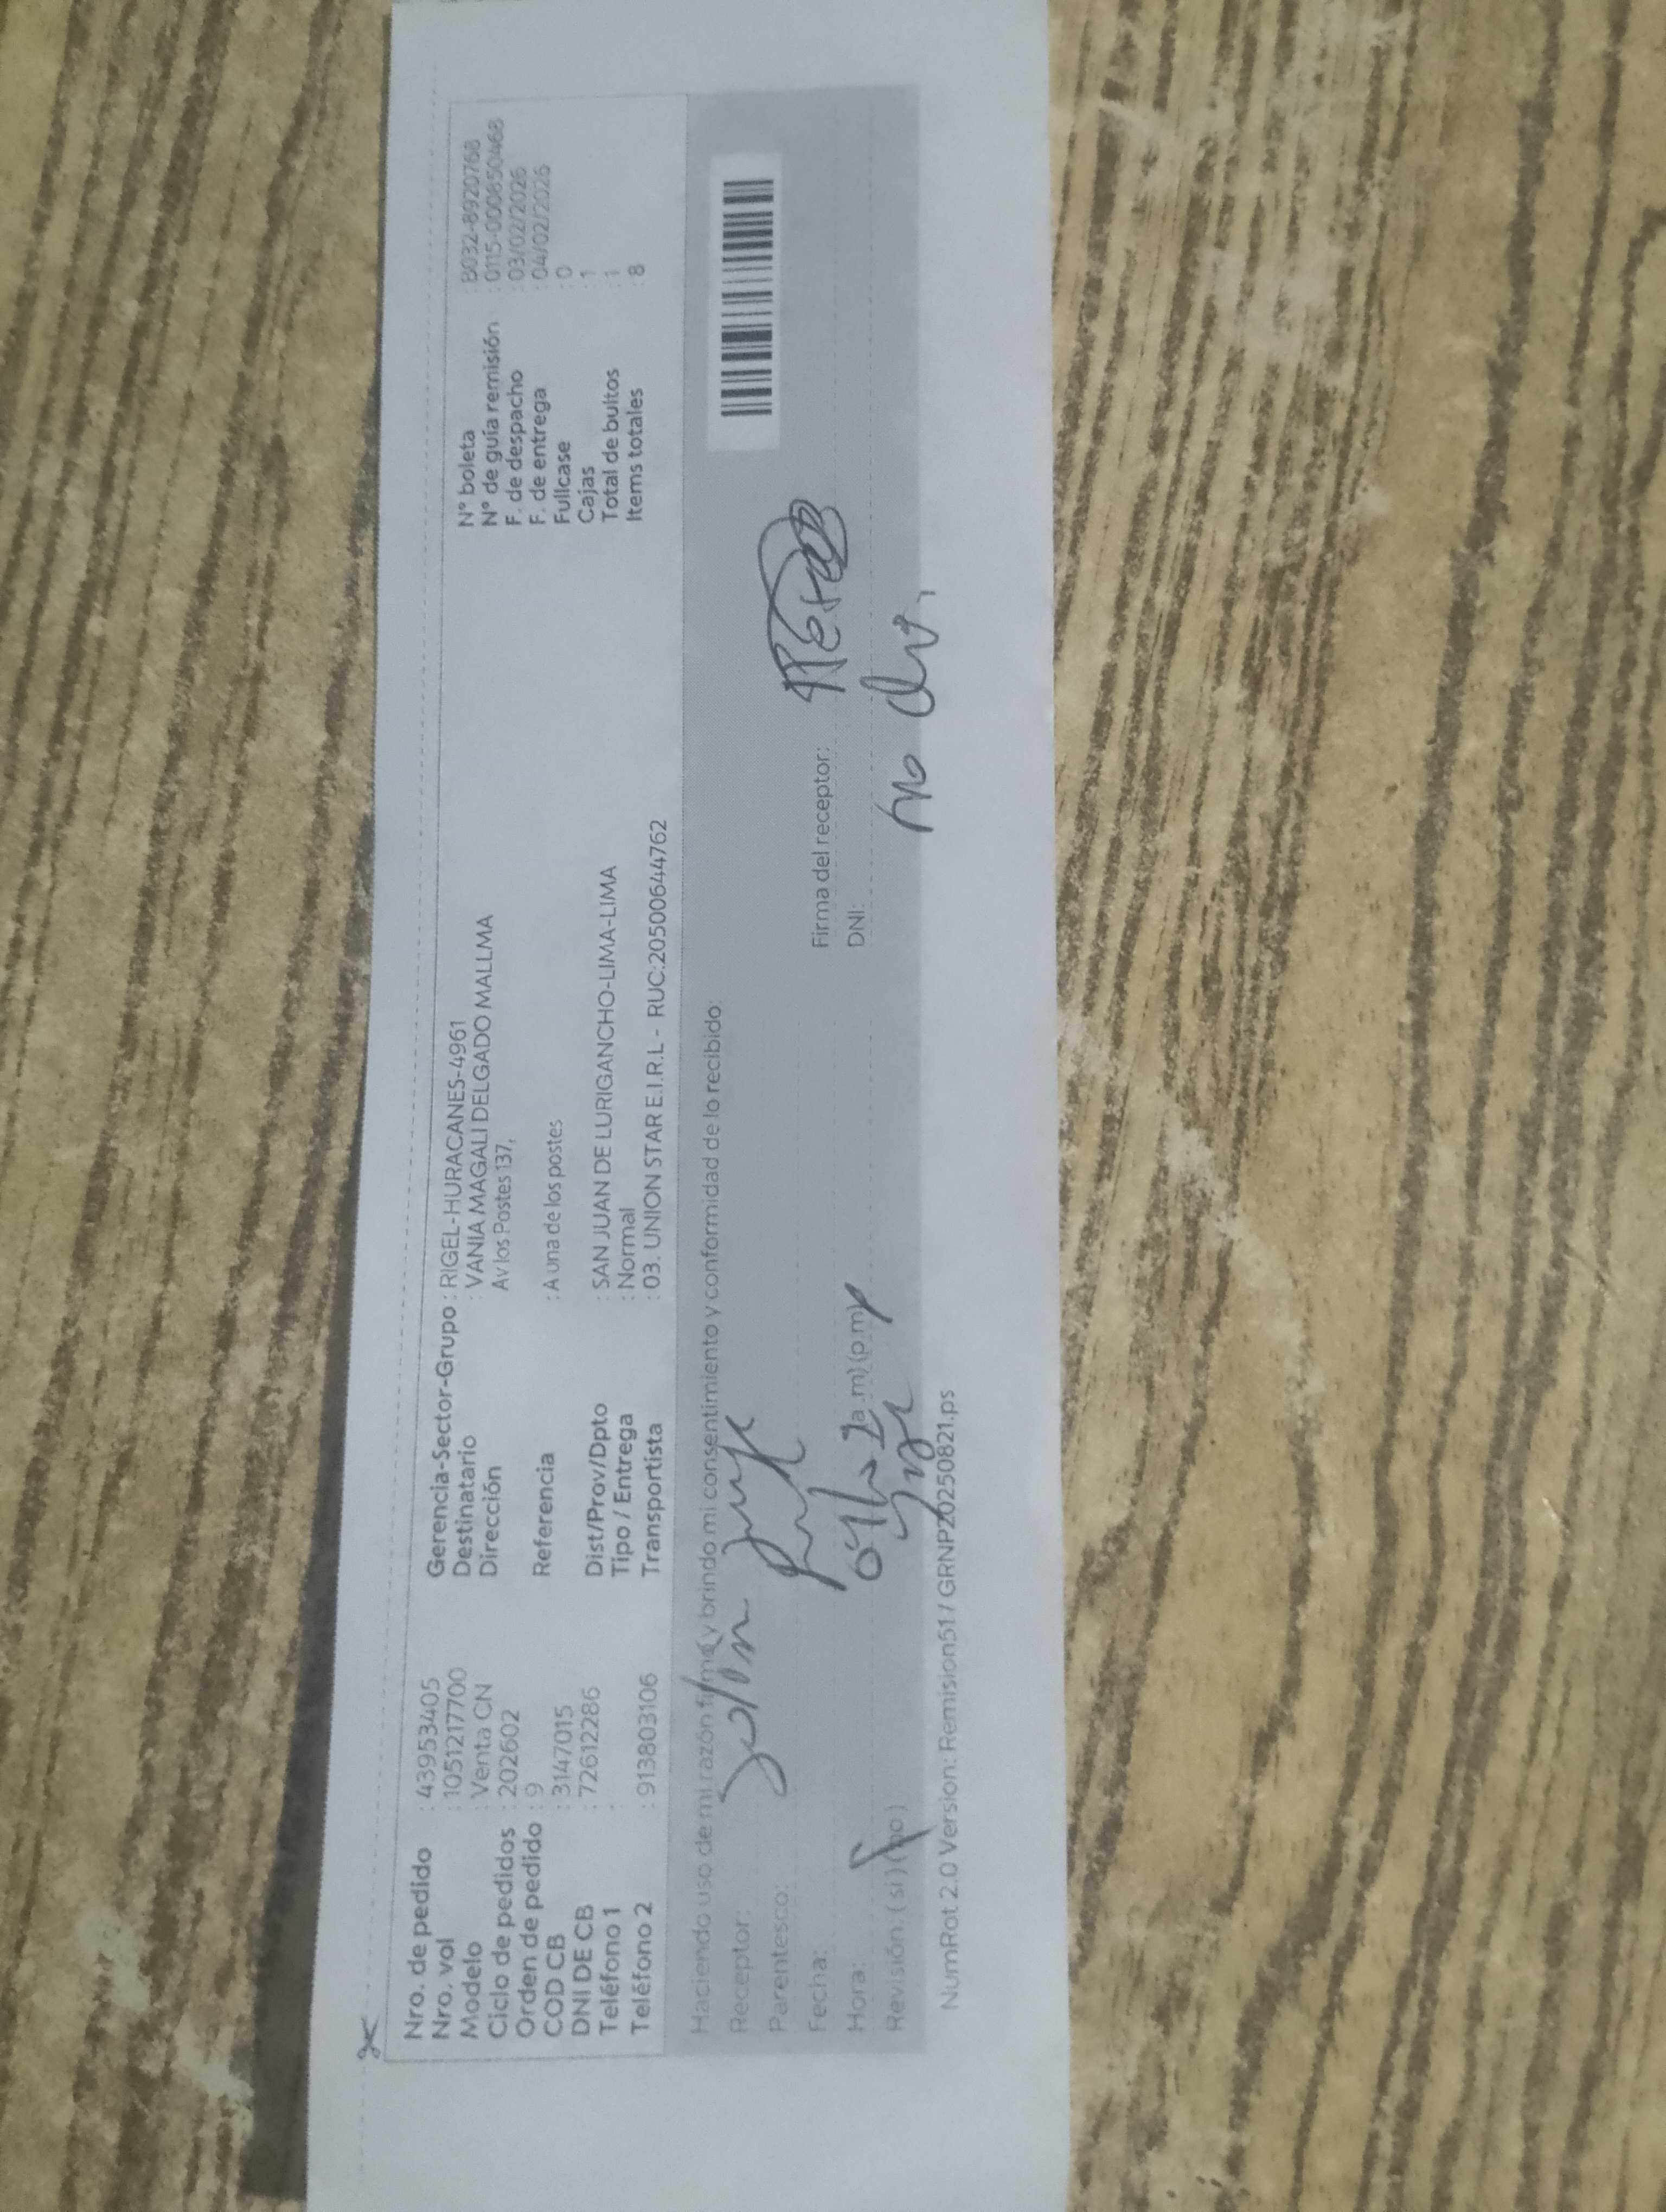 Nro. de pedido : 43953405
Nro. vol : 1051217700
Modelo : Venta CN
Ciclo de pedidos : 202602
Orden de pedido : 9
COD CB : 3147015
DNI DE CB : 72612286
Teléfono 1 :
Teléfono 2 : 913803106
Gerencia-Sector-Grupo : RIGEL-HURACANES-4961
Destinatario : VANIA MAGALI DELGADO MALLMA
Dirección Av los Postes 137,
Referencia : A una de los postes
Dist/Prov/Dpto : SAN JUAN DE LURIGANCHO-LIMA-LIMA
Tipo / Entrega : Normal
Transportista : 03. UNION STAR E.I.R.L - RUC:20500644762
N° boleta : B032-8920768
N° de guía remisión : 0115-000850468
F. de despacho : 03/02/2026
F. de entrega : 04/02/2026
Fullcase : 0
Cajas : 1
Total de bultos : 1
Items totales : 8
Haciendo uso de mi razón firmo y brindo mi consentimiento y conformidad de lo recibido
Receptor:
Parentesco:
Fecha:
Hora: (a.m) (p.m)
Revisión: (si) (no)
Firma del receptor:
DNI: no
NumRot 2.0 Version: Remision51 / GRNP20250821.ps